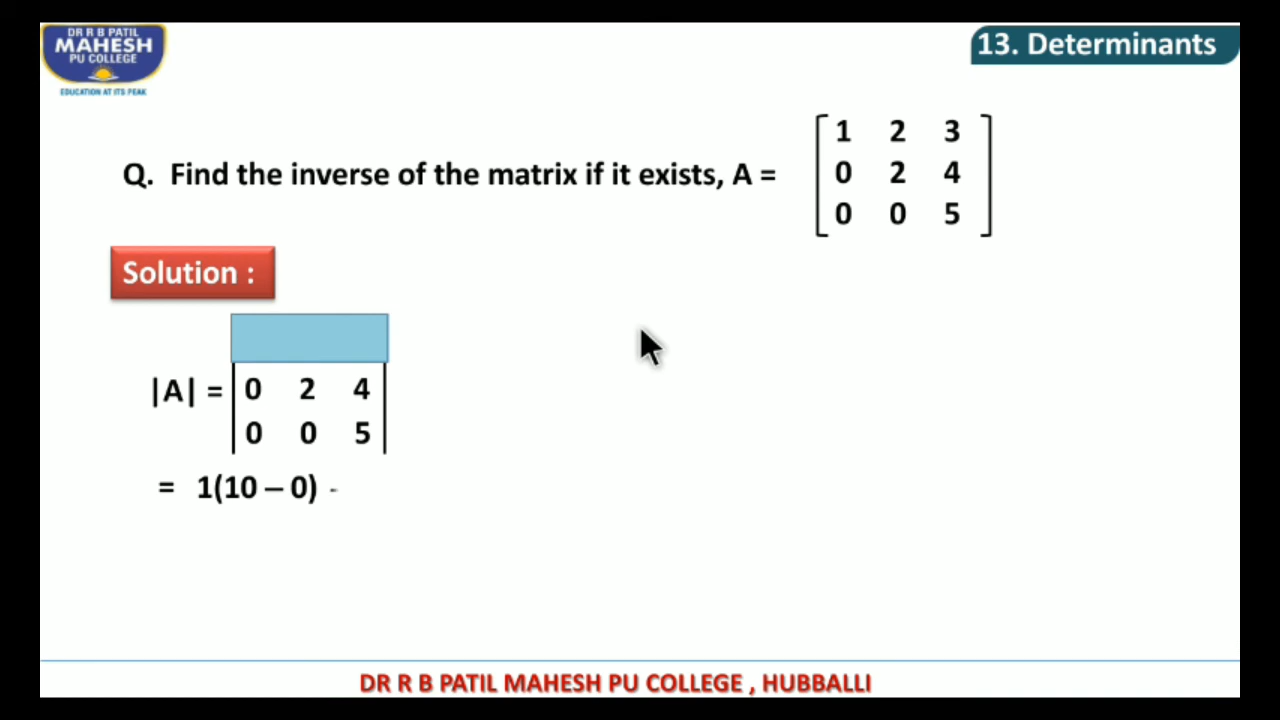 DR R B PATIL
MAHESH
PU COLLEGE
EDUCATION AT ITS PEAK
13. Determinants
Q. Find the inverse of the matrix if it exists, A =
1 2 3
0 2 4
0 0 5
Solution :
|A| = 0 2 4
0 0 5
= 1(10 – 0) -
DR R B PATIL MAHESH PU COLLEGE , HUBBALLI